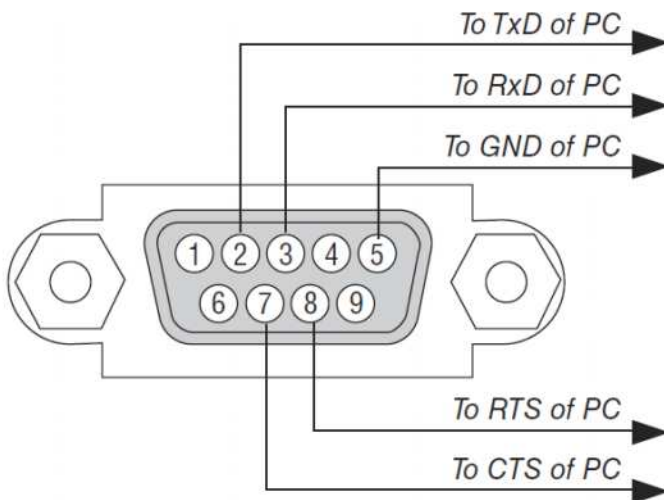 To TxD of PC
To RxD of PC
To GND of PC
1 2 3 4 5
6 7 8 9
To RTS of PC
To CTS of PC